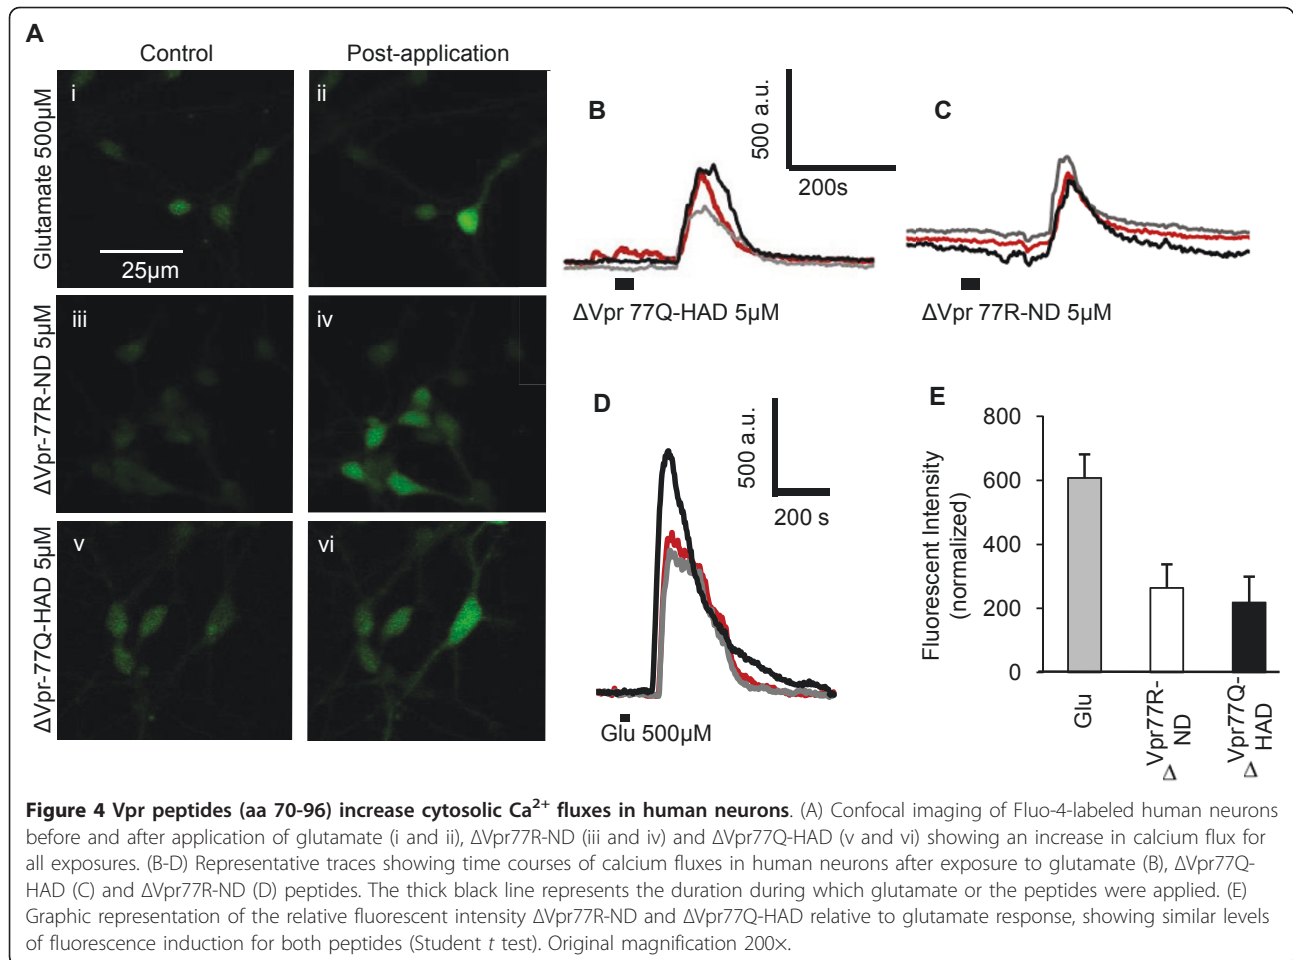 A
Control
Post-application
Glutamate 500µM
i
ii
25µm
ΔVpr-77R-ND 5µM
iii
iv
ΔVpr-77Q-HAD 5µM
v
vi
B
500 a.u.
200s
ΔVpr 77Q-HAD 5µM
C
ΔVpr 77R-ND 5µM
D
500 a.u.
200 s
Glu 500µM
E
Fluorescent Intensity
(normalized)
800
600
400
200
0
Glu
ΔVpr77R-
ND
ΔVpr77Q-
HAD
Figure 4 Vpr peptides (aa 70-96) increase cytosolic Ca²⁺ fluxes in human neurons. (A) Confocal imaging of Fluo-4-labeled human neurons
before and after application of glutamate (i and ii), ΔVpr77R-ND (iii and iv) and ΔVpr77Q-HAD (v and vi) showing an increase in calcium flux for
all exposures. (B-D) Representative traces showing time courses of calcium fluxes in human neurons after exposure to glutamate (B), ΔVpr77Q-
HAD (C) and ΔVpr77R-ND (D) peptides. The thick black line represents the duration during which glutamate or the peptides were applied. (E)
Graphic representation of the relative fluorescent intensity ΔVpr77R-ND and ΔVpr77Q-HAD relative to glutamate response, showing similar levels
of fluorescence induction for both peptides (Student t test). Original magnification 200×.